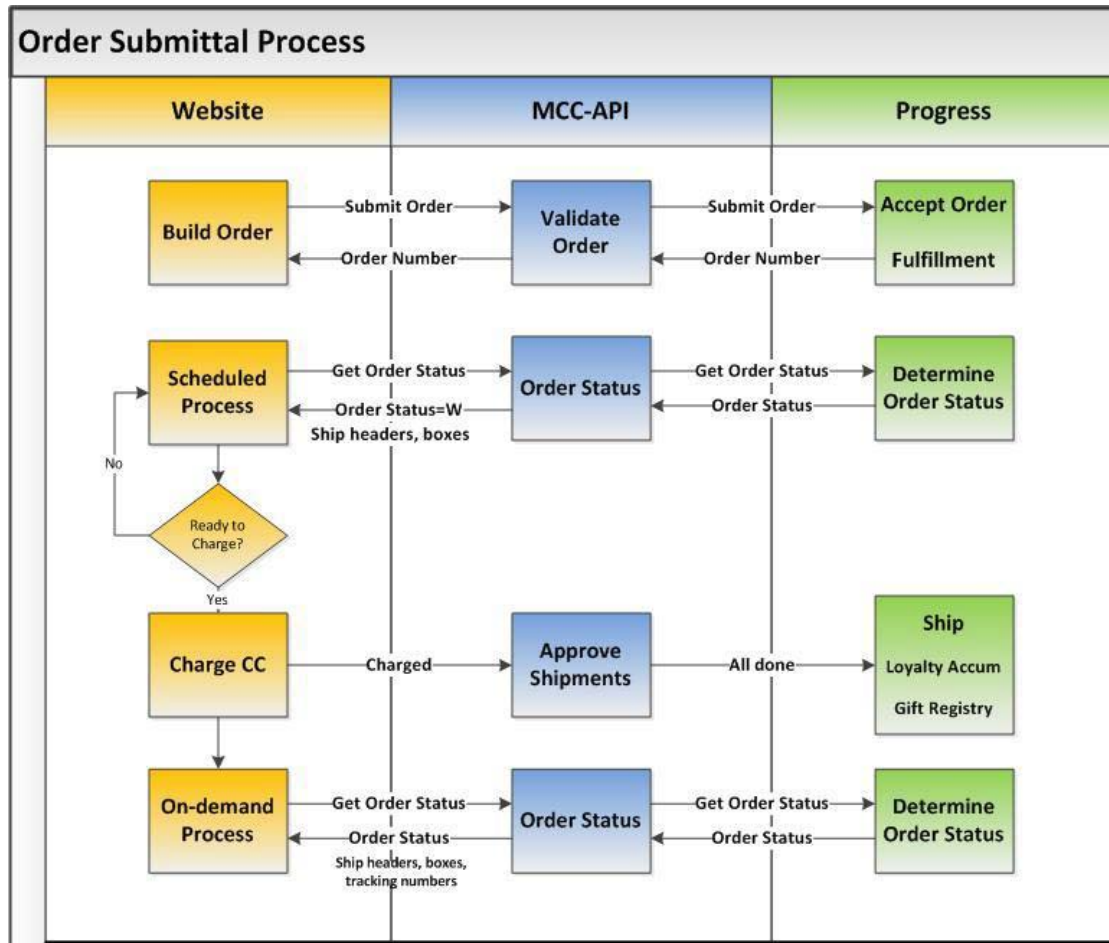 Order Submittal Process
Website
MCC-API
Progress
Build Order
Submit Order
Order Number
Validate
Order
Submit Order
Order Number
Accept Order
Fulfillment
Scheduled
Process
Get Order Status
Order Status=W
Ship headers, boxes
Order Status
Get Order Status
Order Status
Determine
Order Status
No
Ready to
Charge?
Yes
Charge CC
Charged
Approve
Shipments
All done
Ship
Loyalty Accum
Gift Registry
On-demand
Process
Get Order Status
Order Status
Ship headers, boxes,
tracking numbers
Order Status
Get Order Status
Order Status
Determine
Order Status